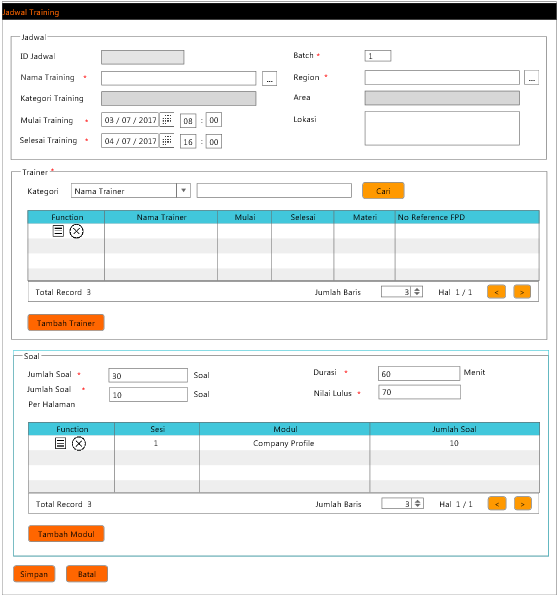 Jadwal Training
Jadwal
ID Jadwal
Batch * 1
Nama Training * ...
Region * ...
Kategori Training
Area
Mulai Training * 03 / 07 / 2017 08 : 00
Lokasi
Selesai Training * 04 / 07 / 2017 16 : 00
Trainer *
Kategori Nama Trainer Cari
Function Nama Trainer Mulai Selesai Materi No Reference FPD
Total Record 3 Jumlah Baris 3 Hal 1 / 1 < >
Tambah Trainer
Soal
Jumlah Soal * 30 Soal
Durasi * 60 Menit
Jumlah Soal * 10 Soal
Per Halaman
Nilai Lulus * 70
Function Sesi Modul Jumlah Soal
1 Company Profile 10
Total Record 3 Jumlah Baris 3 Hal 1 / 1 < >
Tambah Modul
Simpan Batal